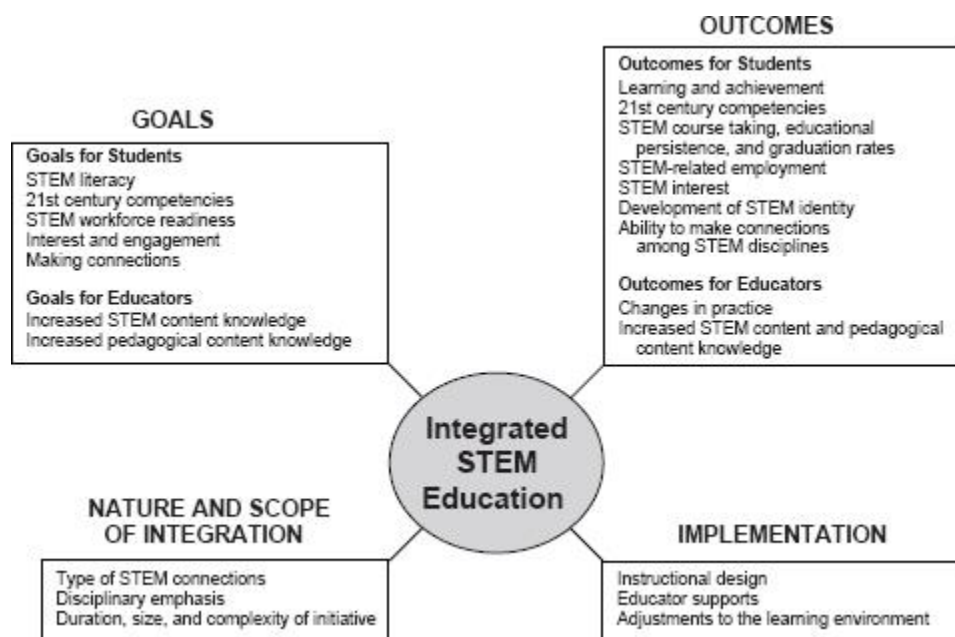 GOALS
Goals for Students
STEM literacy
21st century competencies
STEM workforce readiness
Interest and engagement
Making connections
Goals for Educators
Increased STEM content knowledge
Increased pedagogical content knowledge
OUTCOMES
Outcomes for Students
Learning and achievement
21st century competencies
STEM course taking, educational
persistence, and graduation rates
STEM-related employment
STEM interest
Development of STEM identity
Ability to make connections
among STEM disciplines
Outcomes for Educators
Changes in practice
Increased STEM content and pedagogical
content knowledge
Integrated
STEM
Education
NATURE AND SCOPE
OF INTEGRATION
Type of STEM connections
Disciplinary emphasis
Duration, size, and complexity of initiative
IMPLEMENTATION
Instructional design
Educator supports
Adjustments to the learning environment